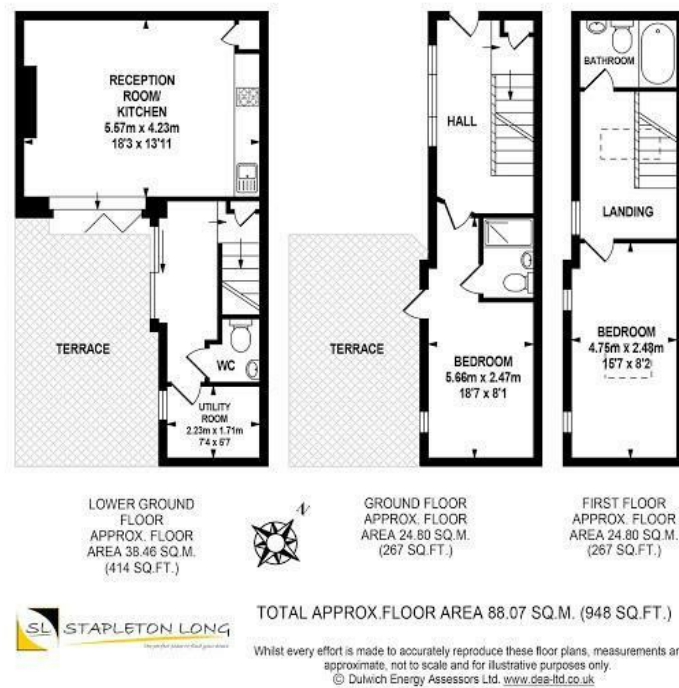 RECEPTION
ROOM/
KITCHEN
5.57m x 4.23m
18'3 x 13'11
TERRACE
WC
UTILITY
ROOM
2.23m x 1.71m
7'4 x 5'7
HALL
TERRACE
BEDROOM
5.66m x 2.47m
18'7 x 8'1
BATHROOM
LANDING
BEDROOM
4.75m x 2.48m
15'7 x 8'2
LOWER GROUND
FLOOR
APPROX. FLOOR
AREA 38.46 SQ.M.
(414 SQ.FT.)
N
GROUND FLOOR
APPROX. FLOOR
AREA 24.80 SQ.M.
(267 SQ.FT.)
FIRST FLOOR
APPROX. FLOOR
AREA 24.80 SQ.M.
(267 SQ.FT.)
SL STAPLETON LONG
TOTAL APPROX.FLOOR AREA 88.07 SQ.M. (948 SQ.FT.)
Whilst every effort is made to accurately reproduce these floor plans, measurements ar
approximate, not to scale and for illustrative purposes only.
© Dulwich Energy Assessors Ltd. www.dea-ltd.co.uk